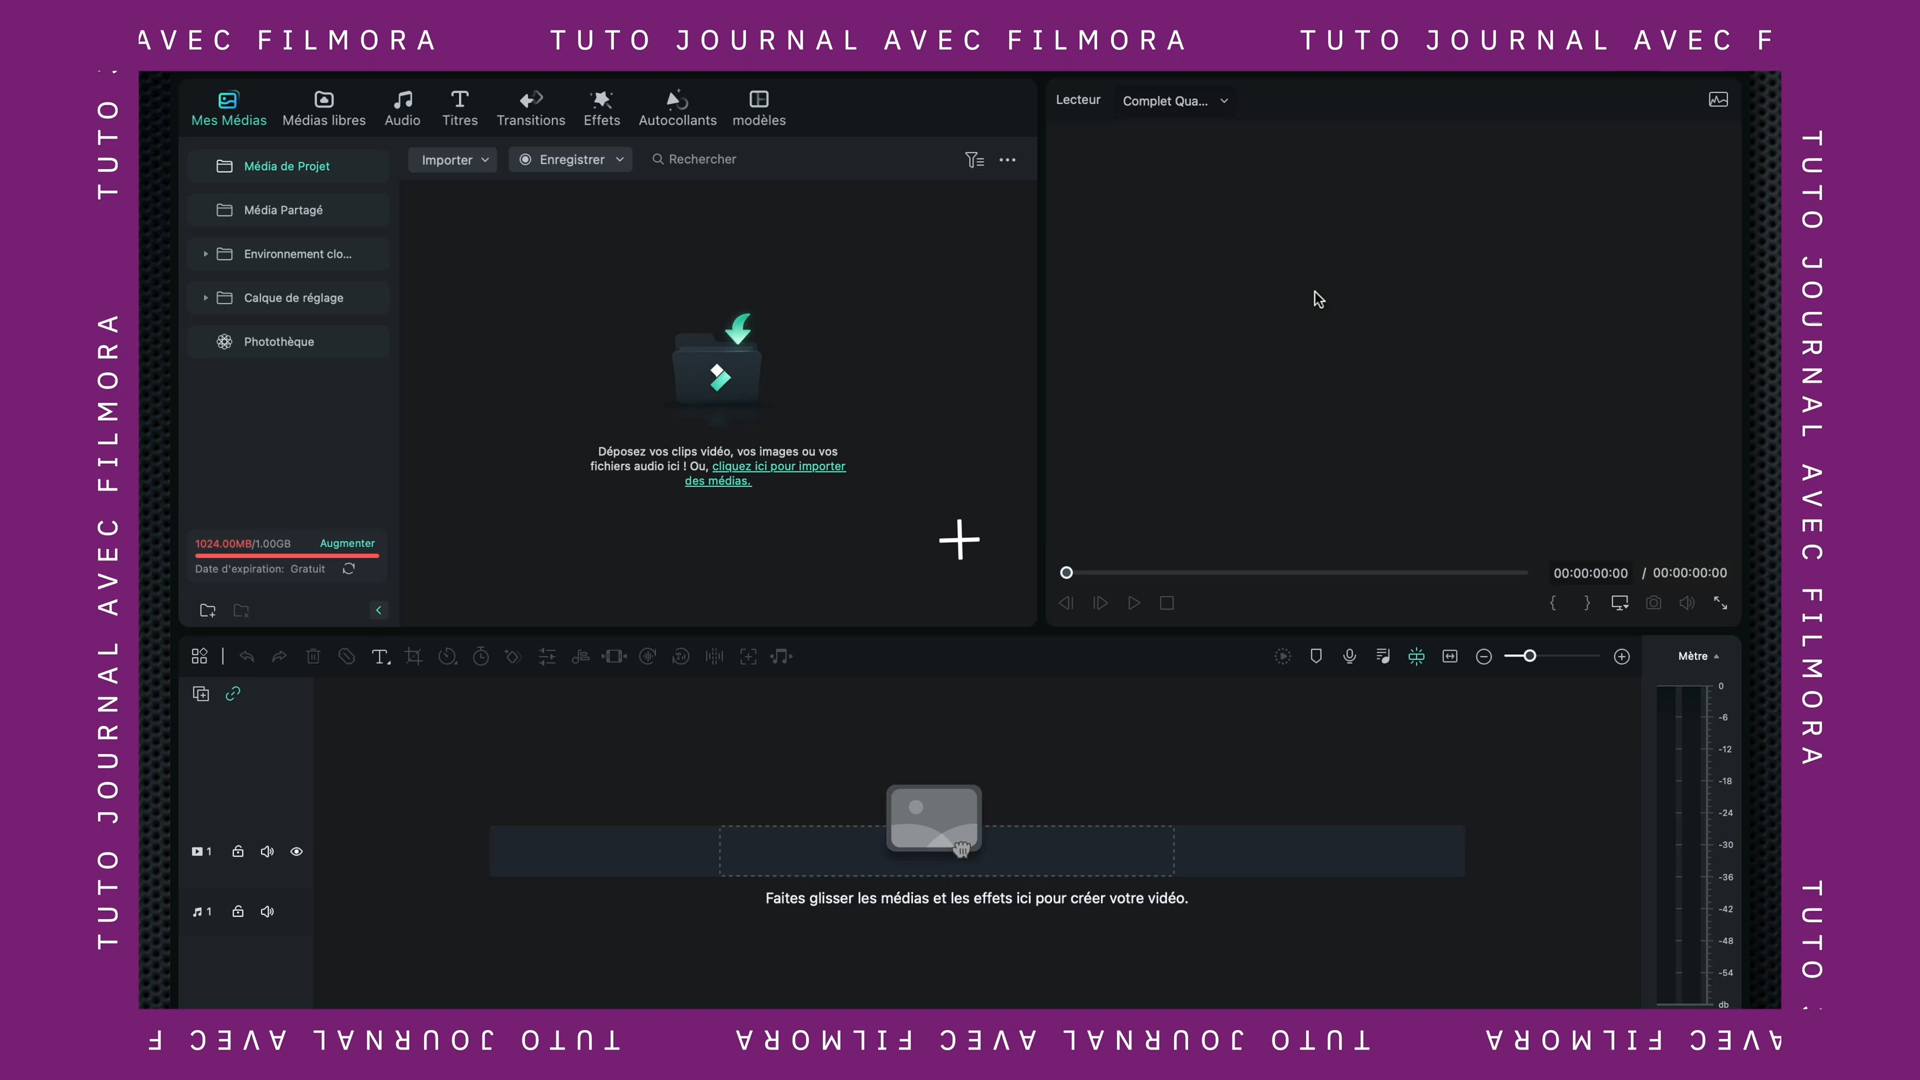 AVEC FILMORA TUTO JOURNAL AVEC FILMORA TUTO JOURNAL AVEC F
TUTO JOURNAL AVEC FILMORA TUTO
TUTO JOURNAL AVEC FILMORA TUTO
Mes Médias Médias libres Audio Titres Transitions Effets Autocollants modèles
Lecteur Complet Qua...
Média de Projet
Importer Enregistrer Rechercher
Média Partagé
Environnement clo...
Calque de réglage
Photothèque
Déposez vos clips vidéo, vos images ou vos
fichiers audio ici ! Ou, cliquez ici pour importer
des médias.
1024.00MB/1.00GB Augmenter
Date d'expiration: Gratuit
00:00:00:00 / 00:00:00:00
{ }
Mètre
0
-6
-12
-18
-24
-30
-36
-42
-48
-54
db
1
1
Faites glisser les médias et les effets ici pour créer votre vidéo.
AVEC FILMORA TUTO JOURNAL AVEC FILMORA TUTO JOURNAL AVEC F